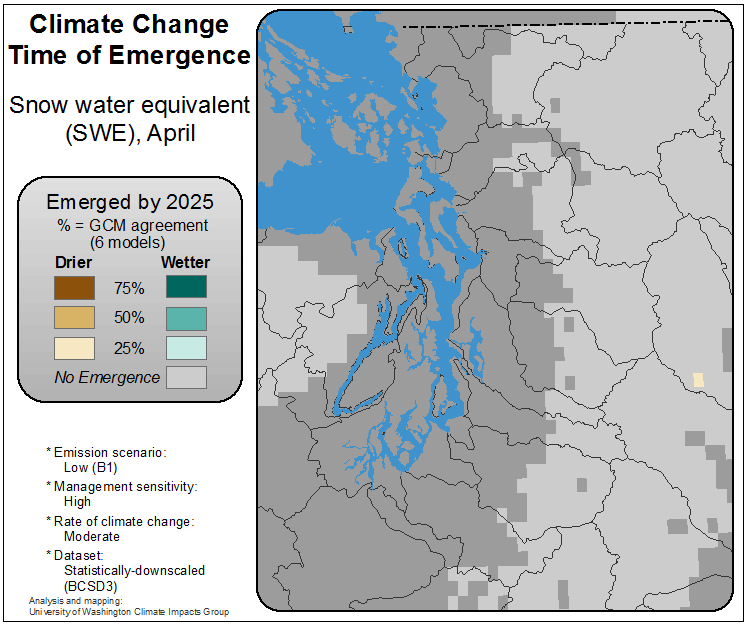 Climate Change
Time of Emergence
Snow water equivalent
(SWE), April
Emerged by 2025
% = GCM agreement
(6 models)
Drier Wetter
75%
50%
25%
No Emergence
* Emission scenario:
Low (B1)
* Management sensitivity:
High
* Rate of climate change:
Moderate
* Dataset:
Statistically-downscaled
(BCSD3)
Analysis and mapping:
University of Washington Climate Impacts Group